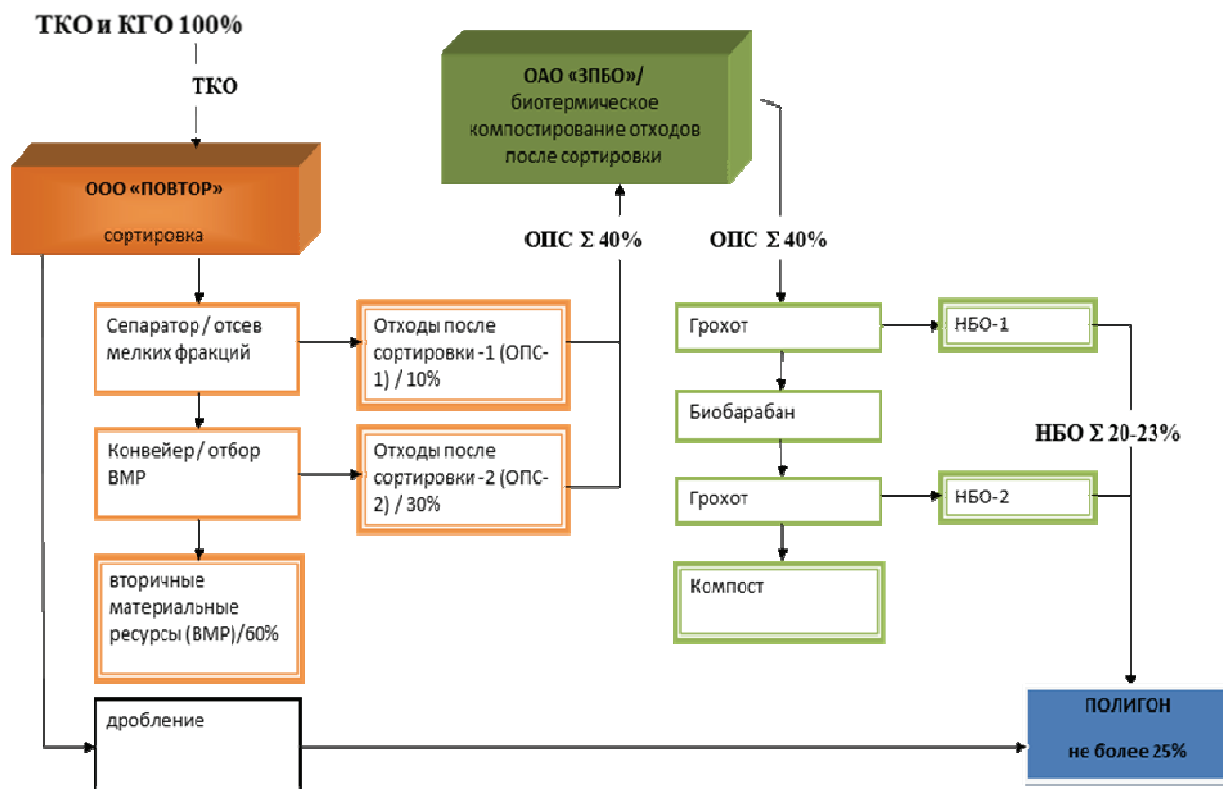 ТКО и КГО 100%
ТКО
ООО «ПОВТОР»
сортировка
Сепаратор / отсев
мелких фракций
Отходы после
сортировки -1 (ОПС-
1) / 10%
Конвейер / отбор
ВМР
Отходы после
сортировки -2 (ОПС-
2) / 30%
вторичные
материальные
ресурсы (ВМР)/60%
дробление
ОАО «ЗПБО»/
биотермическое
компостирование отходов
после сортировки
ОПС Σ 40%
ОПС Σ 40%
Грохот
НБО-1
Биобарабан
НБО Σ 20-23%
Грохот
НБО-2
Компост
ПОЛИГОН
не более 25%